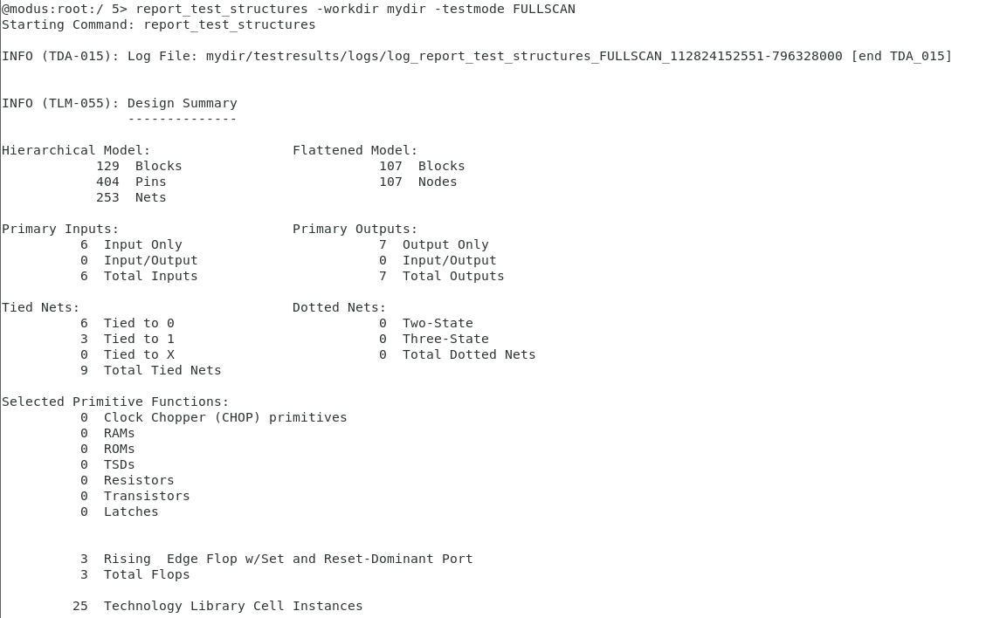 @modus:root:/ 5> report_test_structures -workdir mydir -testmode FULLSCAN
Starting Command: report_test_structures
INFO (TDA-015): Log File: mydir/testresults/logs/log_report_test_structures_FULLSCAN_112824152551-796328000 [end TDA_015]
INFO (TLM-055): Design Summary
--------------
Hierarchical Model: Flattened Model:
129 Blocks 107 Blocks
404 Pins 107 Nodes
253 Nets
Primary Inputs: Primary Outputs:
6 Input Only 7 Output Only
0 Input/Output 0 Input/Output
6 Total Inputs 7 Total Outputs
Tied Nets: Dotted Nets:
6 Tied to 0 0 Two-State
3 Tied to 1 0 Three-State
0 Tied to X 0 Total Dotted Nets
9 Total Tied Nets
Selected Primitive Functions:
0 Clock Chopper (CHOP) primitives
0 RAMs
0 ROMs
0 TSDs
0 Resistors
0 Transistors
0 Latches
3 Rising  Edge Flop w/Set and Reset-Dominant Port
3 Total Flops
25 Technology Library Cell Instances